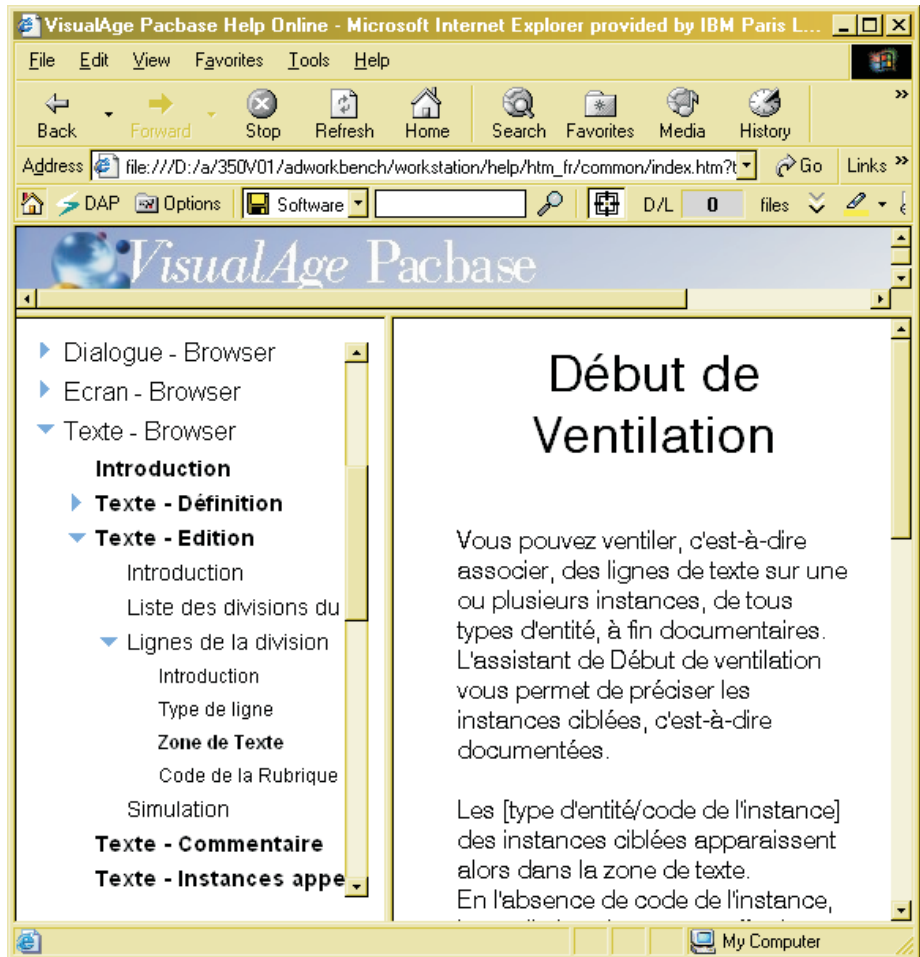 VisualAge Pacbase Help Online - Microsoft Internet Explorer provided by IBM Paris L...
File Edit View Favorites Tools Help
Back Forward Stop Refresh Home Search Favorites Media History »
Address file:///D:/a/350V01/adworkbench/workstation/help/htm_fr/common/index.htm?t Go Links »
DAP Options Software D/L 0 files
VisualAge Pacbase
Dialogue - Browser
Ecran - Browser
Texte - Browser
Introduction
Texte - Définition
Texte - Edition
Introduction
Liste des divisions du
Lignes de la division
Introduction
Type de ligne
Zone de Texte
Code de la Rubrique
Simulation
Texte - Commentaire
Texte - Instances appe
Début de
Ventilation
Vous pouvez ventiler, c'est-à-dire
associer, des lignes de texte sur une
ou plusieurs instances, de tous
types d'entité, à fin documentaires.
L'assistant de Début de ventilation
vous permet de préciser les
instances ciblées, c'est-à-dire
documentées.
Les [type d'entité/code de l'instance]
des instances ciblées apparaissent
alors dans la zone de texte.
En l'absence de code de l'instance,
My Computer